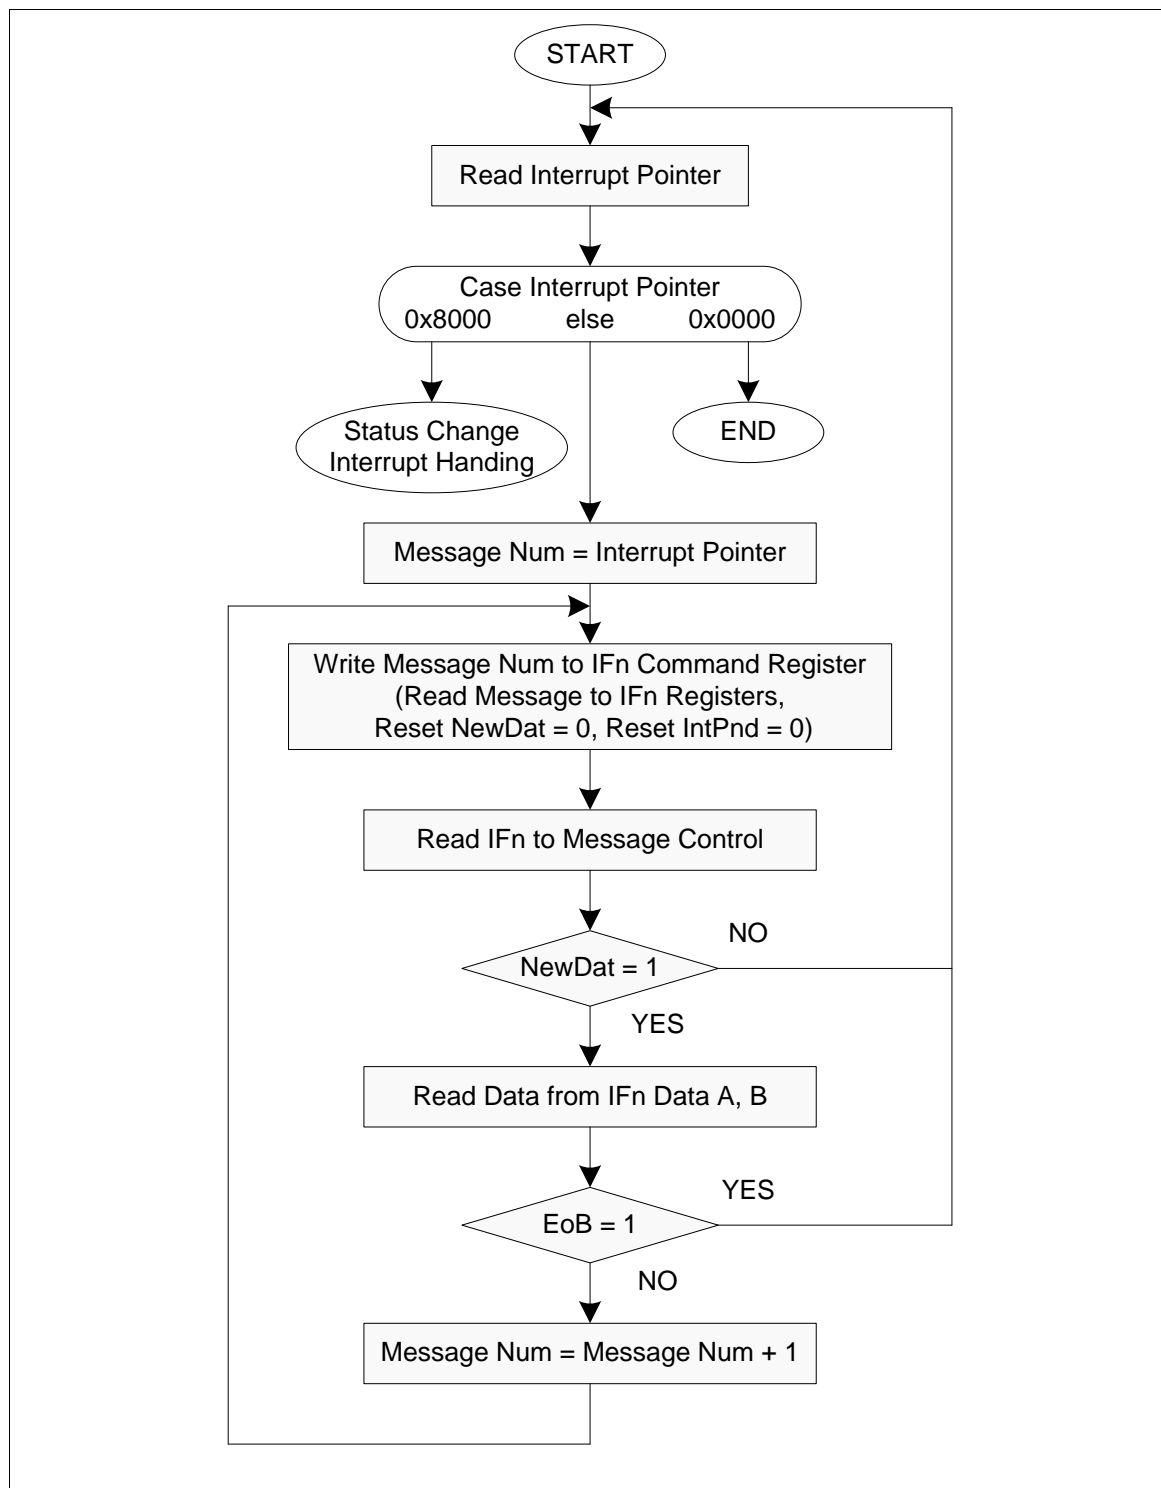 START
Read Interrupt Pointer
Case Interrupt Pointer
0x8000 else 0x0000
Status Change
Interrupt Handing
END
Message Num = Interrupt Pointer
Write Message Num to IFn Command Register
(Read Message to IFn Registers,
Reset NewDat = 0, Reset IntPnd = 0)
Read IFn to Message Control
NO
NewDat = 1
YES
Read Data from IFn Data A, B
YES
EoB = 1
NO
Message Num = Message Num + 1